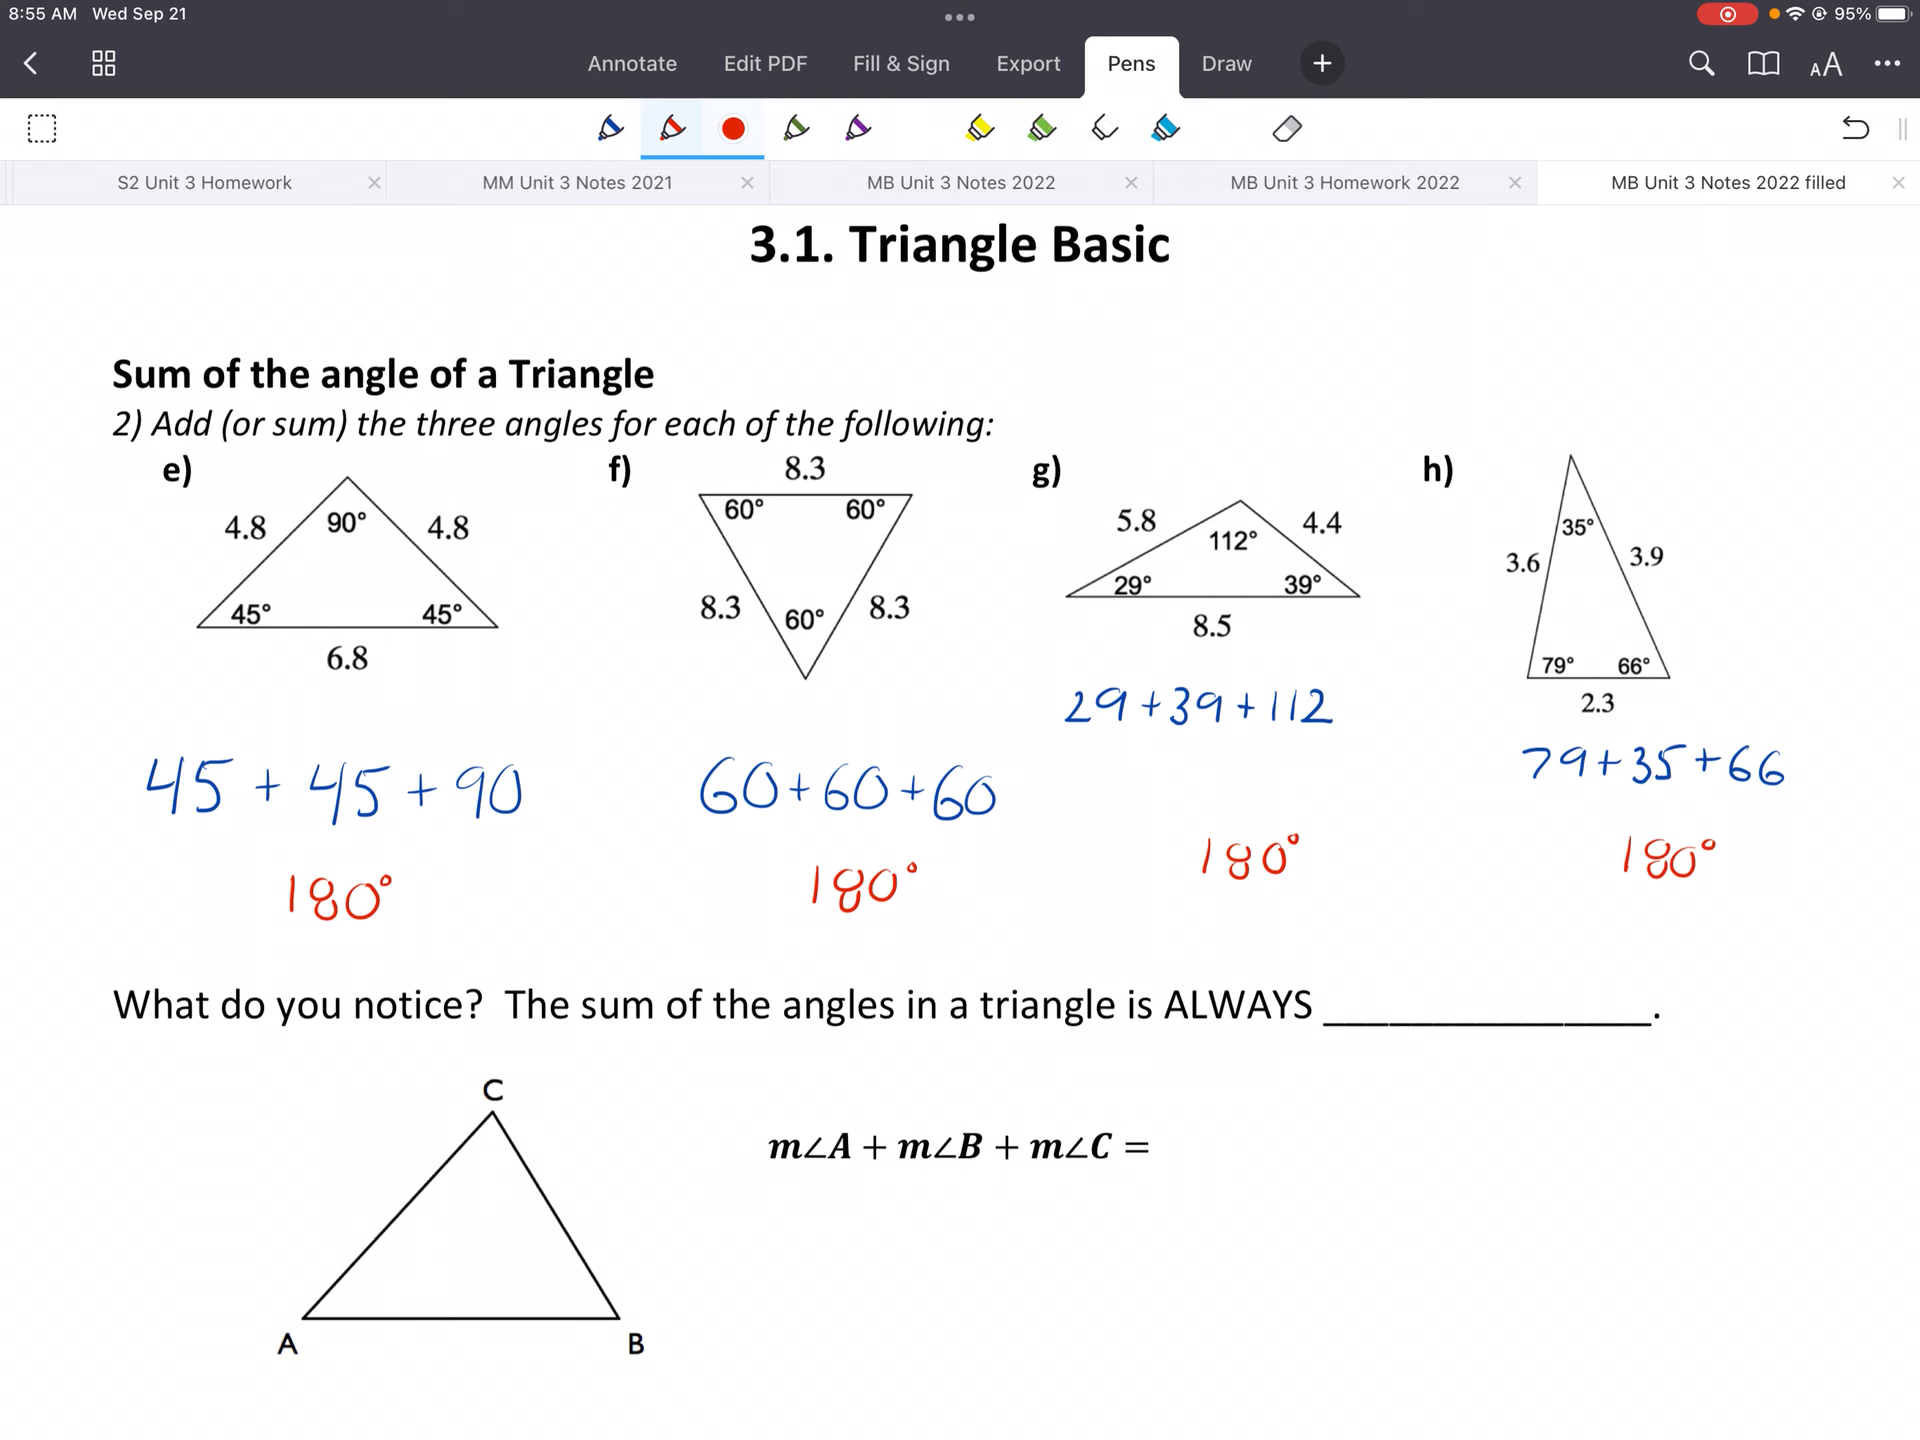 8:55 AM Wed Sep 21
95%
Annotate Edit PDF Fill & Sign Export Pens Draw
AA
S2 Unit 3 Homework
MM Unit 3 Notes 2021
MB Unit 3 Notes 2022
MB Unit 3 Homework 2022
MB Unit 3 Notes 2022 filled
3.1. Triangle Basic
Sum of the angle of a Triangle
2) Add (or sum) the three angles for each of the following:
e)
4.8
90°
4.8
45°
45°
6.8
45 + 45 + 90
180°
f)
8.3
60°
60°
8.3
60°
8.3
60+60+60
180°
g)
5.8
112°
4.4
29°
39°
8.5
29+39+112
180°
h)
35°
3.6
3.9
79°
66°
2.3
79+35+66
180°
What do you notice? The sum of the angles in a triangle is ALWAYS _______________.
C
m∠A + m∠B + m∠C =
A
B